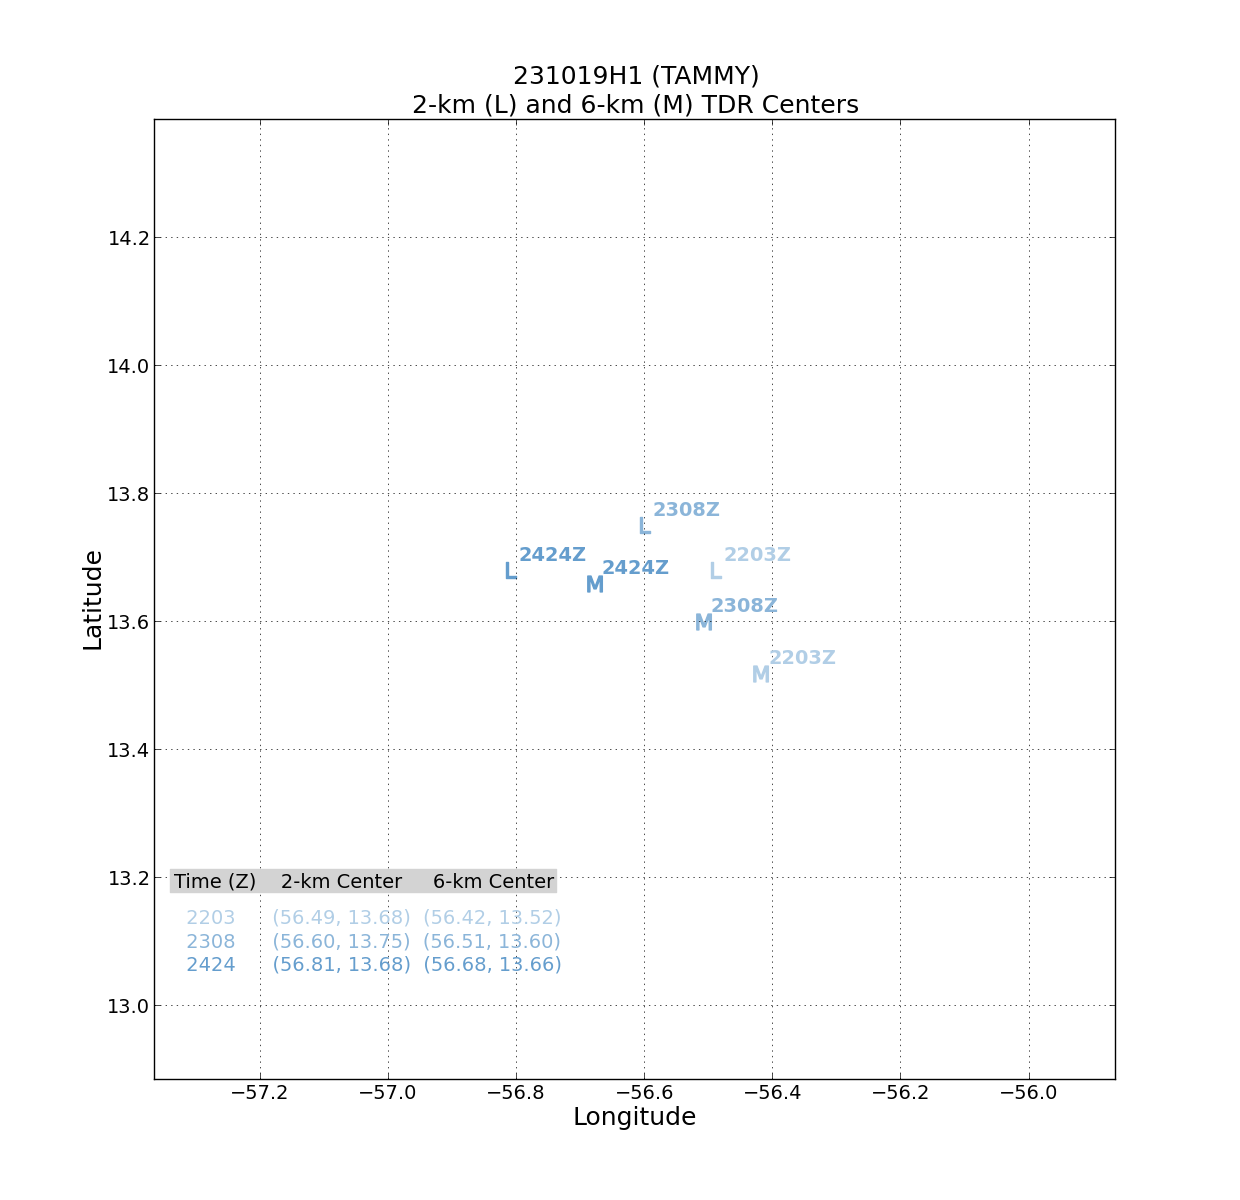 231019H1 (TAMMY)
2-km (L) and 6-km (M) TDR Centers
Latitude
14.2
14.0
13.8
13.6
13.4
13.2
13.0
2308Z
L
2424Z
L
2203Z
L
2424Z
M
2308Z
M
2203Z
M
Time (Z) 2-km Center 6-km Center
2203 (56.49, 13.68) (56.42, 13.52)
2308 (56.60, 13.75) (56.51, 13.60)
2424 (56.81, 13.68) (56.68, 13.66)
−57.2 −57.0 −56.8 −56.6 −56.4 −56.2 −56.0
Longitude